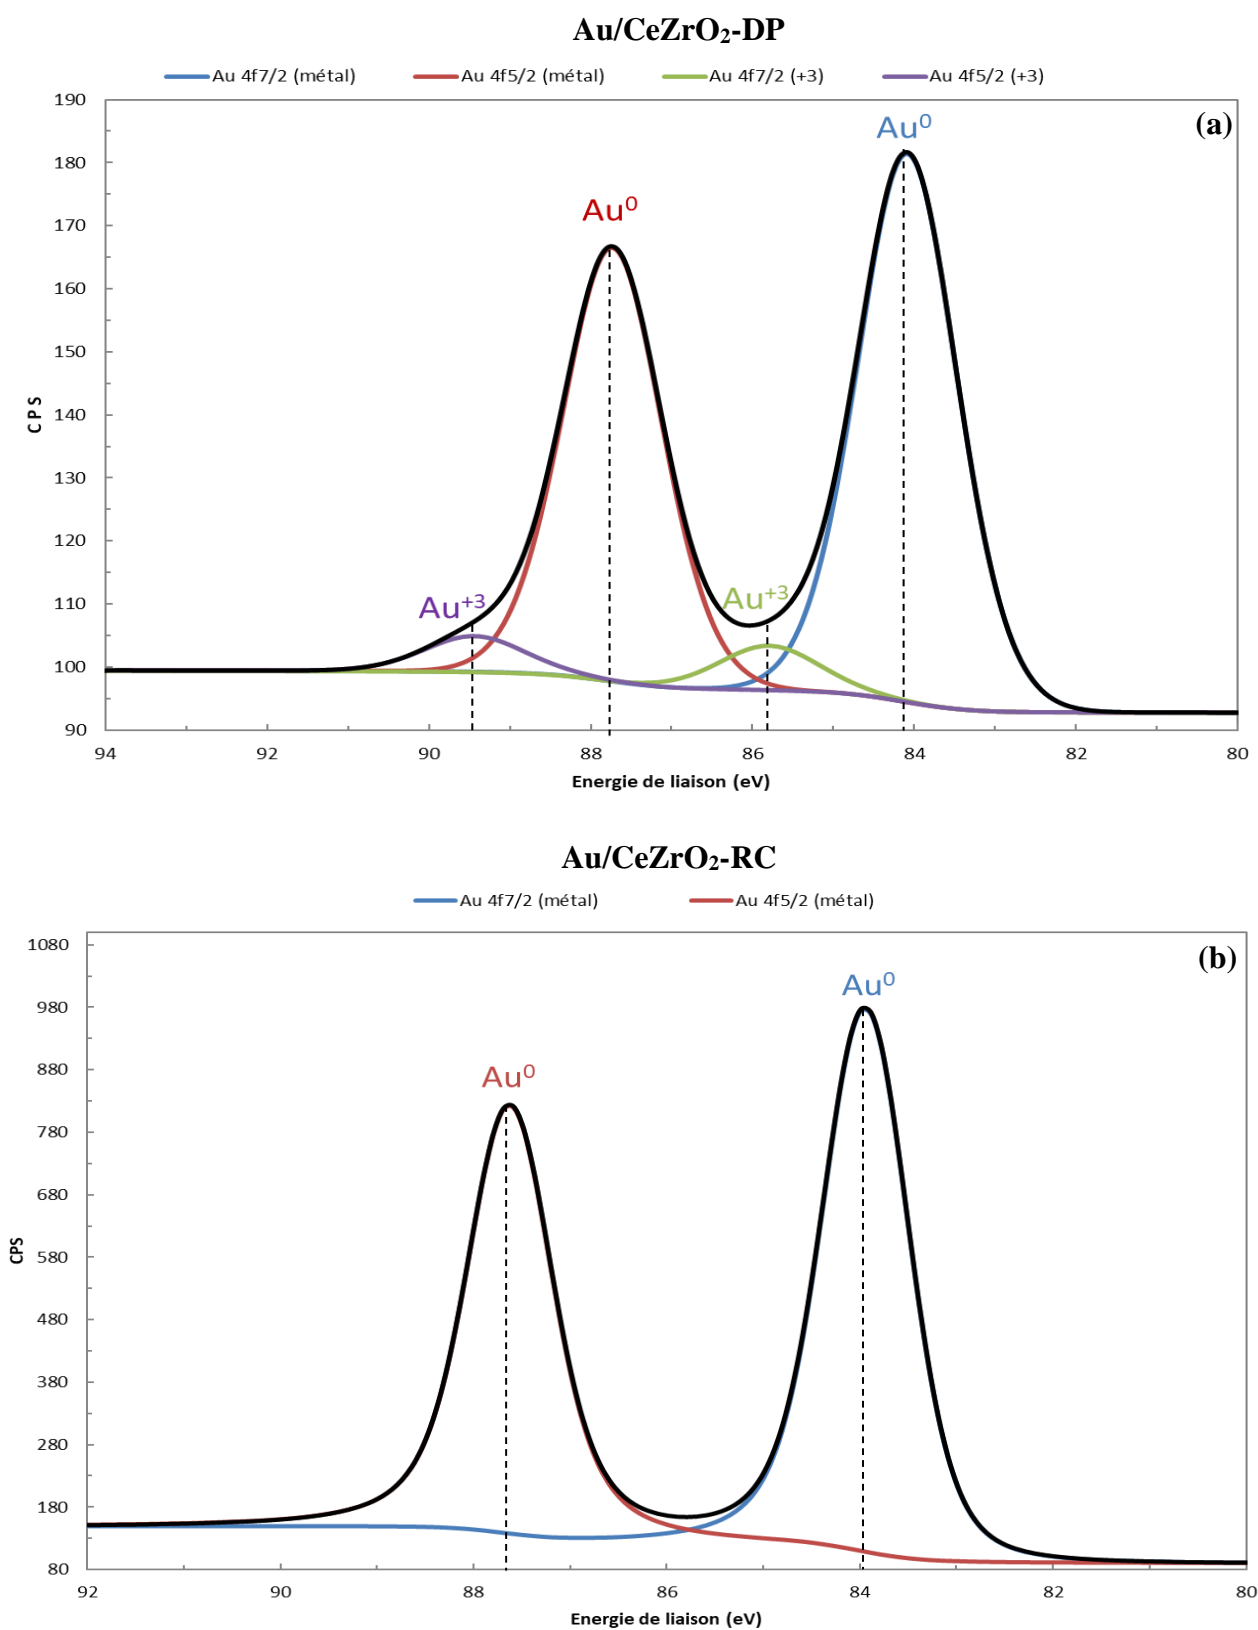 Au/CeZrO₂-DP
Au 4f7/2 (métal) Au 4f5/2 (métal) Au 4f7/2 (+3) Au 4f5/2 (+3)
(a)
190
180
170
160
150
140
130
120
110
100
90
CPS
Au⁰
Au⁰
Au⁺³
Au⁺³
94 92 90 88 86 84 82 80
Energie de liaison (eV)
Au/CeZrO₂-RC
Au 4f7/2 (métal) Au 4f5/2 (métal)
(b)
1080
980
880
780
680
580
480
380
280
180
80
CPS
Au⁰
Au⁰
92 90 88 86 84 82 80
Energie de liaison (eV)